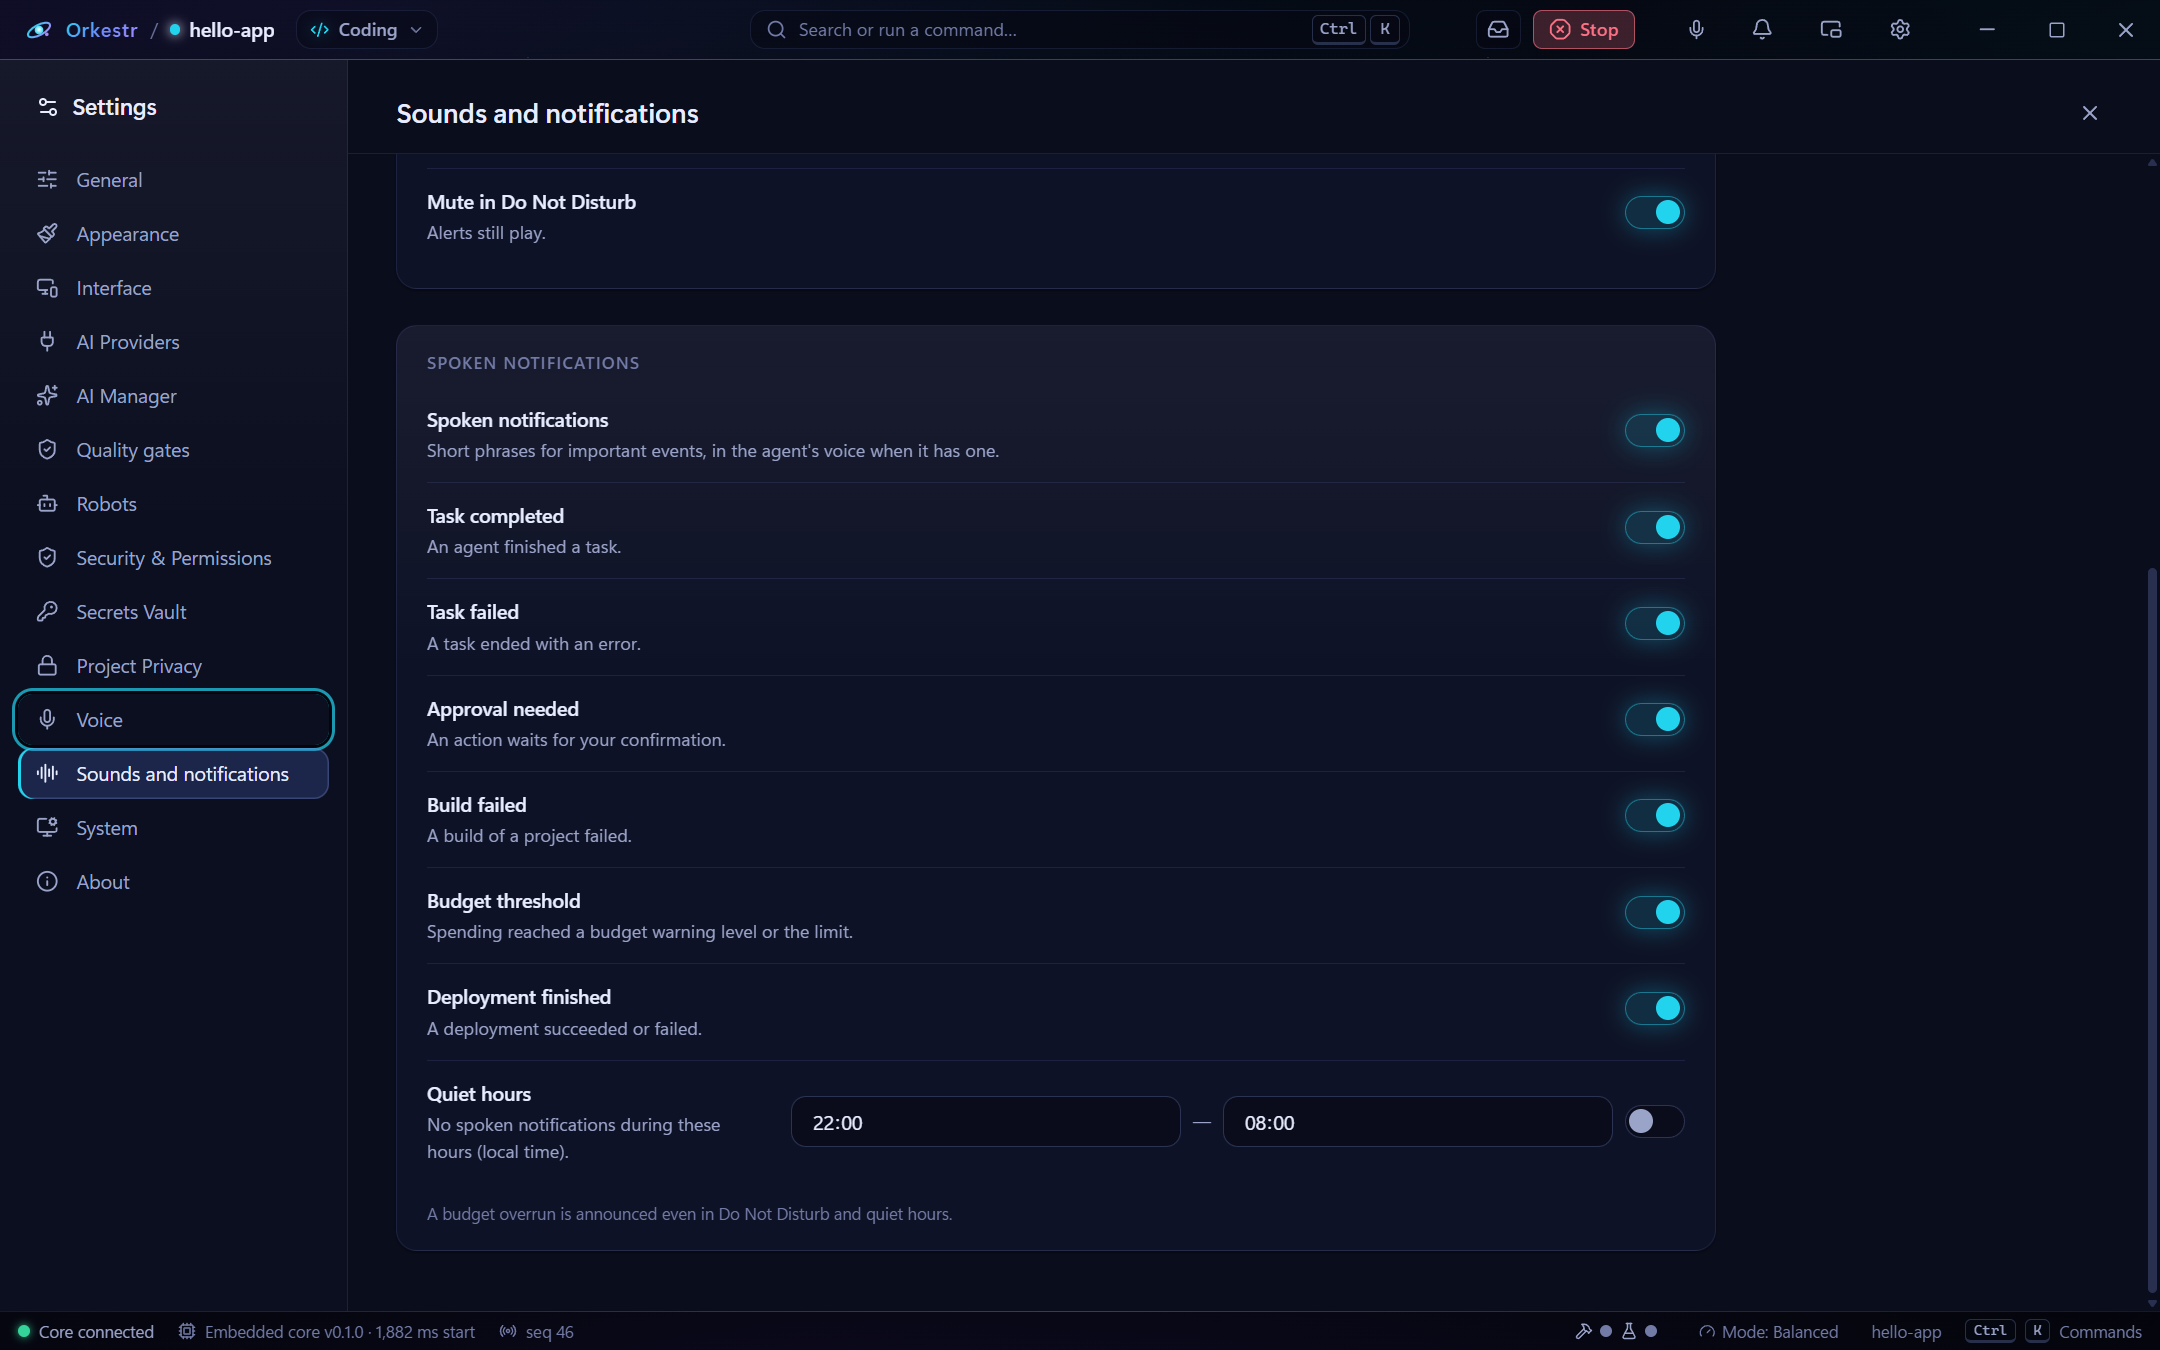 Orkestr / hello-app
Coding
Search or run a command...
Ctrl K
Stop
Settings
General
Appearance
Interface
AI Providers
AI Manager
Quality gates
Robots
Security & Permissions
Secrets Vault
Project Privacy
Voice
Sounds and notifications
System
About
Sounds and notifications
Mute in Do Not Disturb
Alerts still play.
SPOKEN NOTIFICATIONS
Spoken notifications
Short phrases for important events, in the agent's voice when it has one.
Task completed
An agent finished a task.
Task failed
A task ended with an error.
Approval needed
An action waits for your confirmation.
Build failed
A build of a project failed.
Budget threshold
Spending reached a budget warning level or the limit.
Deployment finished
A deployment succeeded or failed.
Quiet hours
No spoken notifications during these
hours (local time).
22:00 — 08:00
A budget overrun is announced even in Do Not Disturb and quiet hours.
Core connected
Embedded core v0.1.0 · 1,882 ms start
seq 46
Mode: Balanced
hello-app
Ctrl K Commands